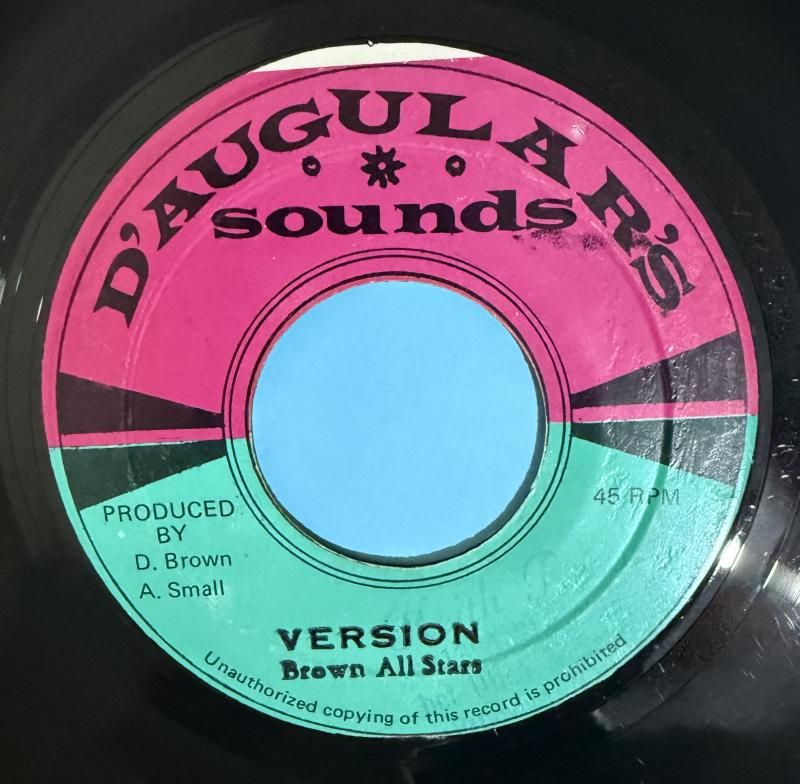 D'AUGULAR'S
sounds
45 RPM
PRODUCED
BY
D. Brown
A. Small
VERSION
Brown All Stars
Unauthorized copying of this record is prohibited